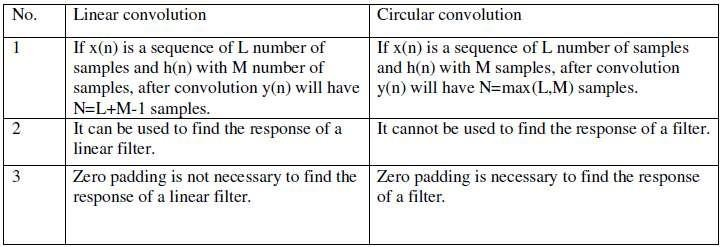 No. Linear convolution Circular convolution
1 If x(n) is a sequence of L number of If x(n) is a sequence of L number of samples
samples and h(n) with M number of and h(n) with M samples, after convolution
samples, after convolution y(n) will have y(n) will have N=max(L,M) samples.
N=L+M-1 samples.
2 It can be used to find the response of a It cannot be used to find the response of a filter.
linear filter.
3 Zero padding is not necessary to find the Zero padding is necessary to find the response
response of a linear filter. of a filter.